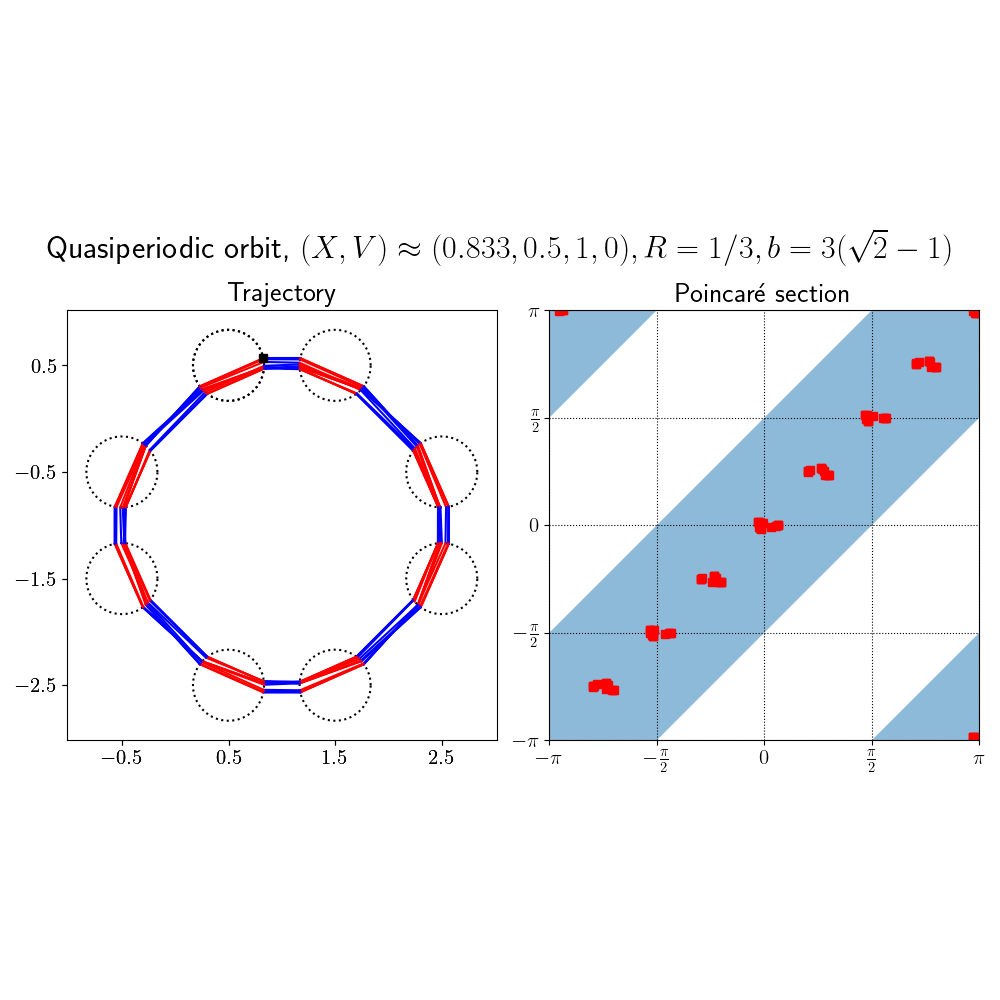 Quasiperiodic orbit, $(X, V) \approx (0.833, 0.5, 1, 0), R = 1/3, b = 3(\sqrt{2} - 1)$
Trajectory
0.5
−0.5
−1.5
−2.5
−0.5 0.5 1.5 2.5
Poincaré section
π
π/2
0
−π/2
−π
−π −π/2 0 π/2 π